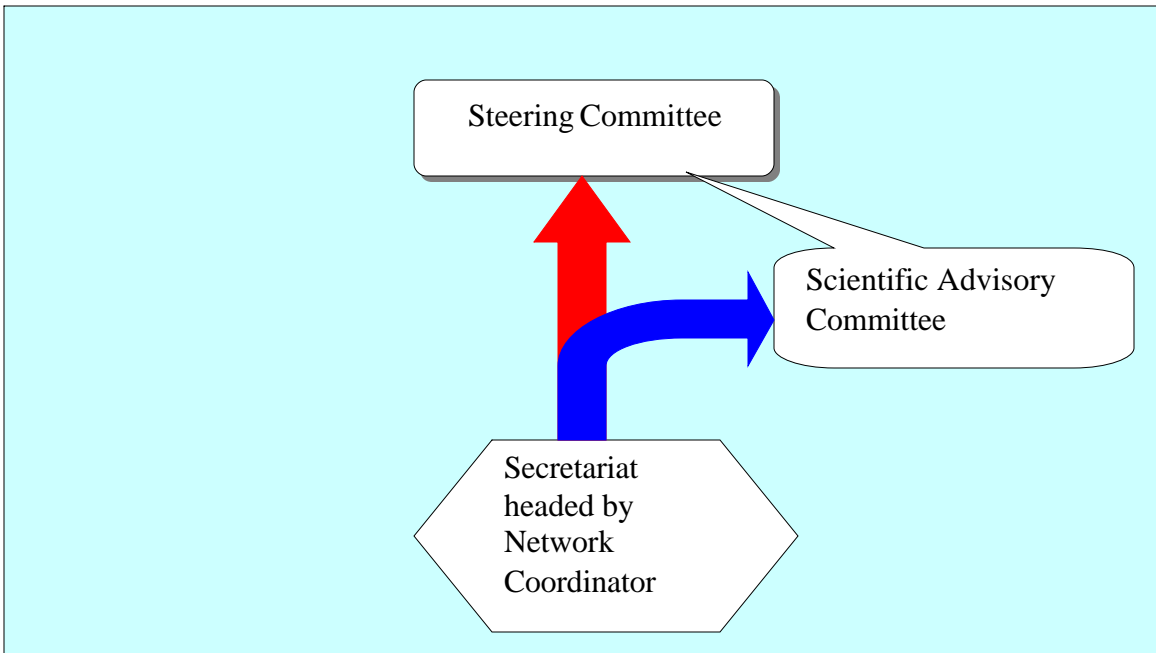 Steering Committee
Scientific Advisory
Committee
Secretariat
headed by
Network
Coordinator